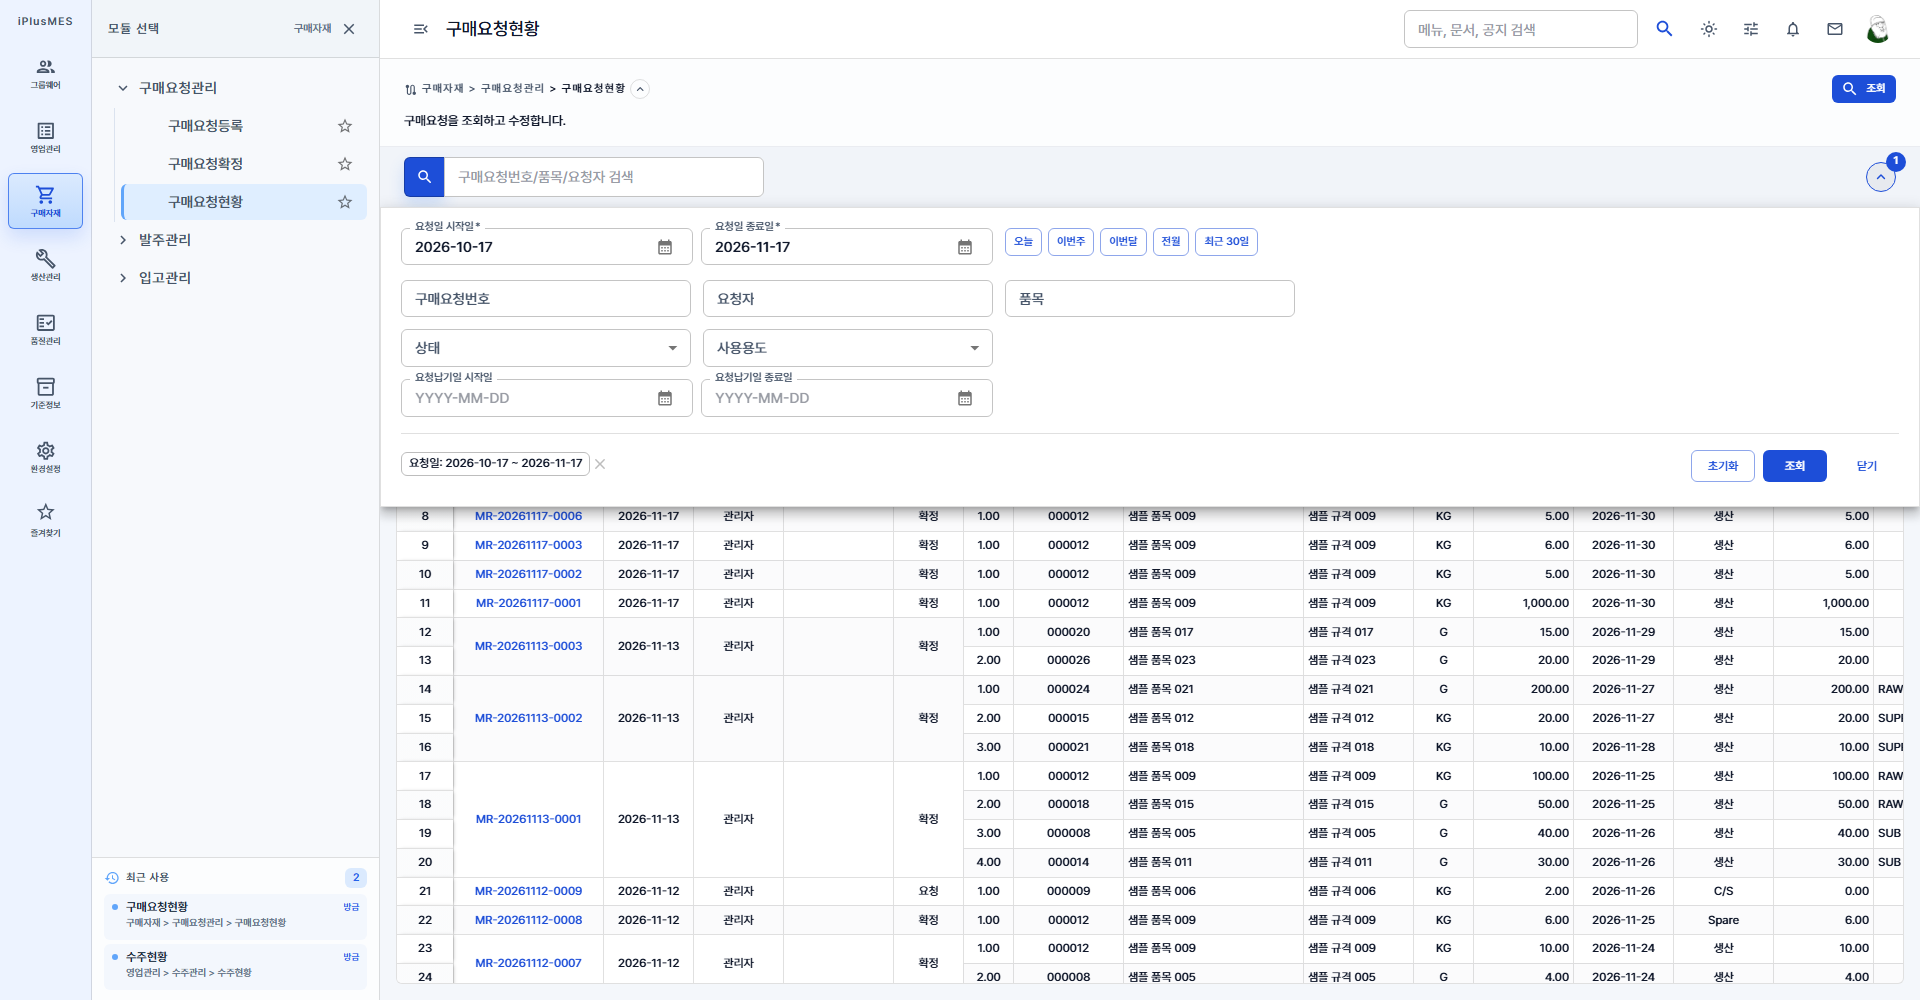 iPlusMES
모듈 선택
구매자재
구매요청현황
메뉴, 문서, 공지 검색
그룹웨어
영업관리
구매자재
생산관리
품질관리
기준정보
환경설정
즐겨찾기
구매요청관리
구매요청등록
구매요청확정
구매요청현황
발주관리
입고관리
최근 사용
2
구매요청현황
방금
구매자재 > 구매요청관리 > 구매요청현황
수주현황
방금
영업관리 > 수주관리 > 수주현황
구매자재 > 구매요청관리 > 구매요청현황
조회
구매요청을 조회하고 수정합니다.
구매요청번호/품목/요청자 검색
1
요청일 시작일 *
2026-10-17
요청일 종료일 *
2026-11-17
오늘 이번주 이번달 전월 최근 30일
구매요청번호 요청자 품목
상태 사용용도
요청납기일 시작일
YYYY-MM-DD
요청납기일 종료일
YYYY-MM-DD
요청일: 2026-10-17 ~ 2026-11-17
초기화 조회 닫기
8 MR-20261117-0006 2026-11-17 관리자 확정 1.00 000012 샘플 품목 009 샘플 규격 009 KG 5.00 2026-11-30 생산 5.00
9 MR-20261117-0003 2026-11-17 관리자 확정 1.00 000012 샘플 품목 009 샘플 규격 009 KG 6.00 2026-11-30 생산 6.00
10 MR-20261117-0002 2026-11-17 관리자 확정 1.00 000012 샘플 품목 009 샘플 규격 009 KG 5.00 2026-11-30 생산 5.00
11 MR-20261117-0001 2026-11-17 관리자 확정 1.00 000012 샘플 품목 009 샘플 규격 009 KG 1,000.00 2026-11-30 생산 1,000.00
12 MR-20261113-0003 2026-11-13 관리자 확정 1.00 000020 샘플 품목 017 샘플 규격 017 G 15.00 2026-11-29 생산 15.00
13 2.00 000026 샘플 품목 023 샘플 규격 023 G 20.00 2026-11-29 생산 20.00
14 1.00 000024 샘플 품목 021 샘플 규격 021 G 200.00 2026-11-27 생산 200.00 RAW
15 MR-20261113-0002 2026-11-13 관리자 확정 2.00 000015 샘플 품목 012 샘플 규격 012 KG 20.00 2026-11-27 생산 20.00 SUP
16 3.00 000021 샘플 품목 018 샘플 규격 018 KG 10.00 2026-11-28 생산 10.00 SUP
17 1.00 000012 샘플 품목 009 샘플 규격 009 KG 100.00 2026-11-25 생산 100.00 RAW
18 MR-20261113-0001 2026-11-13 관리자 확정 2.00 000018 샘플 품목 015 샘플 규격 015 G 50.00 2026-11-25 생산 50.00 RAW
19 3.00 000008 샘플 품목 005 샘플 규격 005 G 40.00 2026-11-26 생산 40.00 SUB
20 4.00 000014 샘플 품목 011 샘플 규격 011 G 30.00 2026-11-26 생산 30.00 SUB
21 MR-20261112-0009 2026-11-12 관리자 요청 1.00 000009 샘플 품목 006 샘플 규격 006 KG 2.00 2026-11-26 C/S 0.00
22 MR-20261112-0008 2026-11-12 관리자 확정 1.00 000012 샘플 품목 009 샘플 규격 009 KG 6.00 2026-11-25 Spare 6.00
23 MR-20261112-0007 2026-11-12 관리자 확정 1.00 000012 샘플 품목 009 샘플 규격 009 KG 10.00 2026-11-24 생산 10.00
24 2.00 000008 샘플 품목 005 샘플 규격 005 G 4.00 2026-11-24 생산 4.00